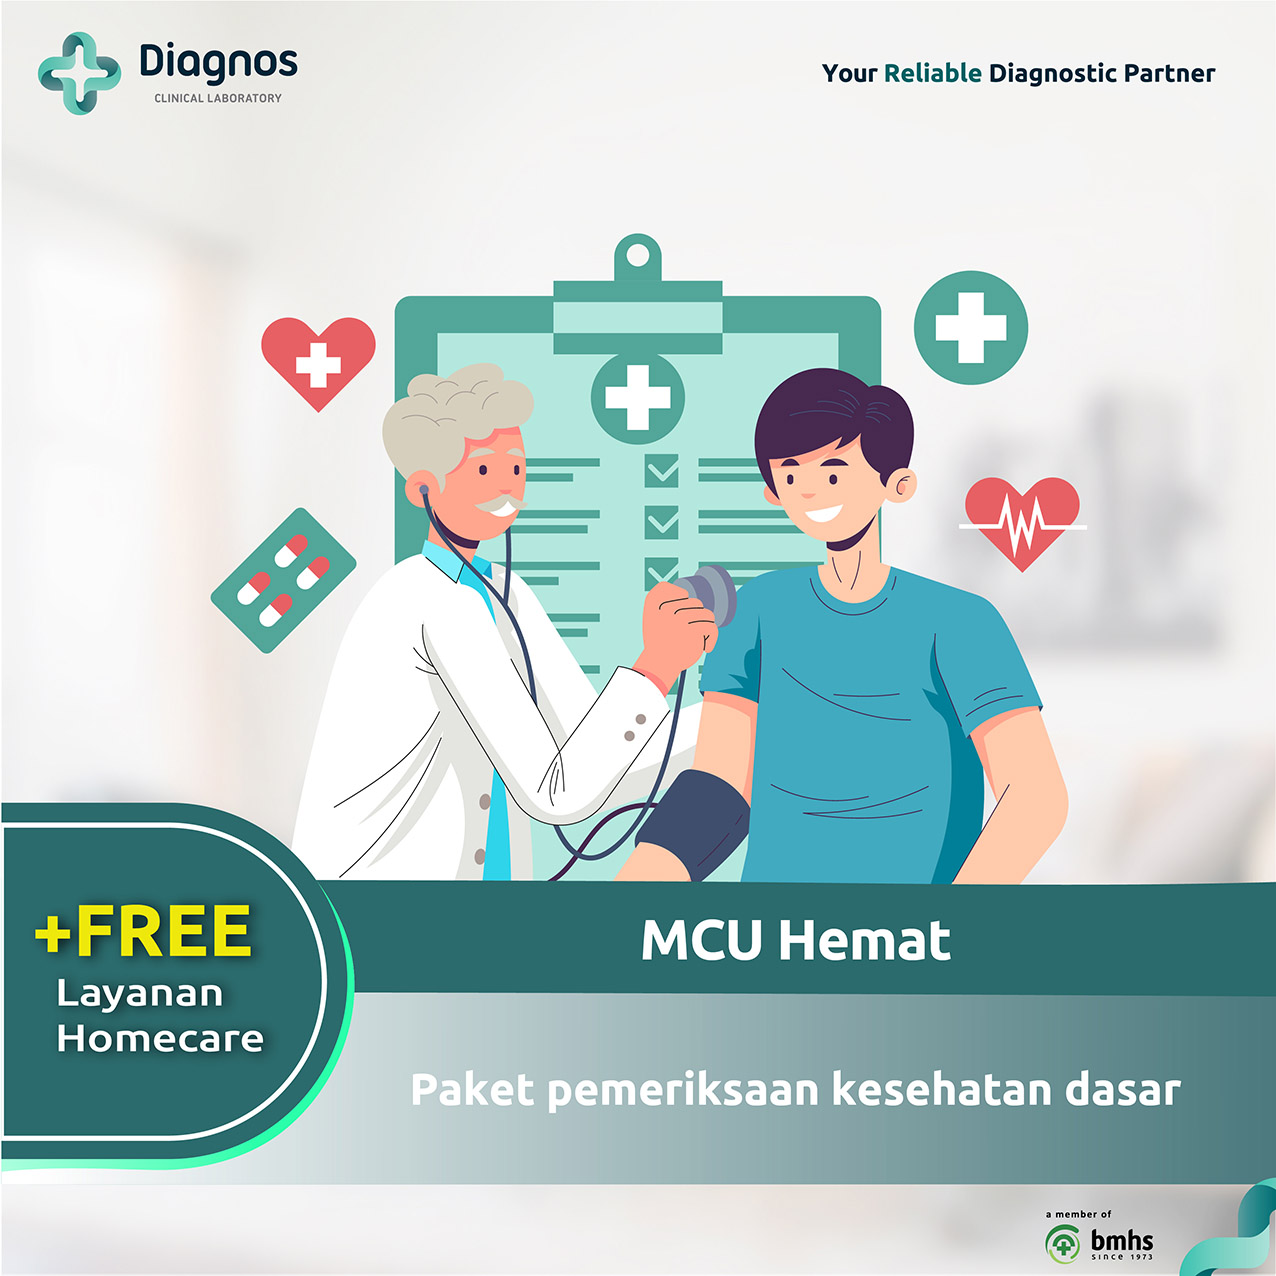 Diagnos
CLINICAL LABORATORY
Your Reliable Diagnostic Partner
+FREE
Layanan
Homecare
MCU Hemat
Paket pemeriksaan kesehatan dasar
a member of
bmhs
since 1973